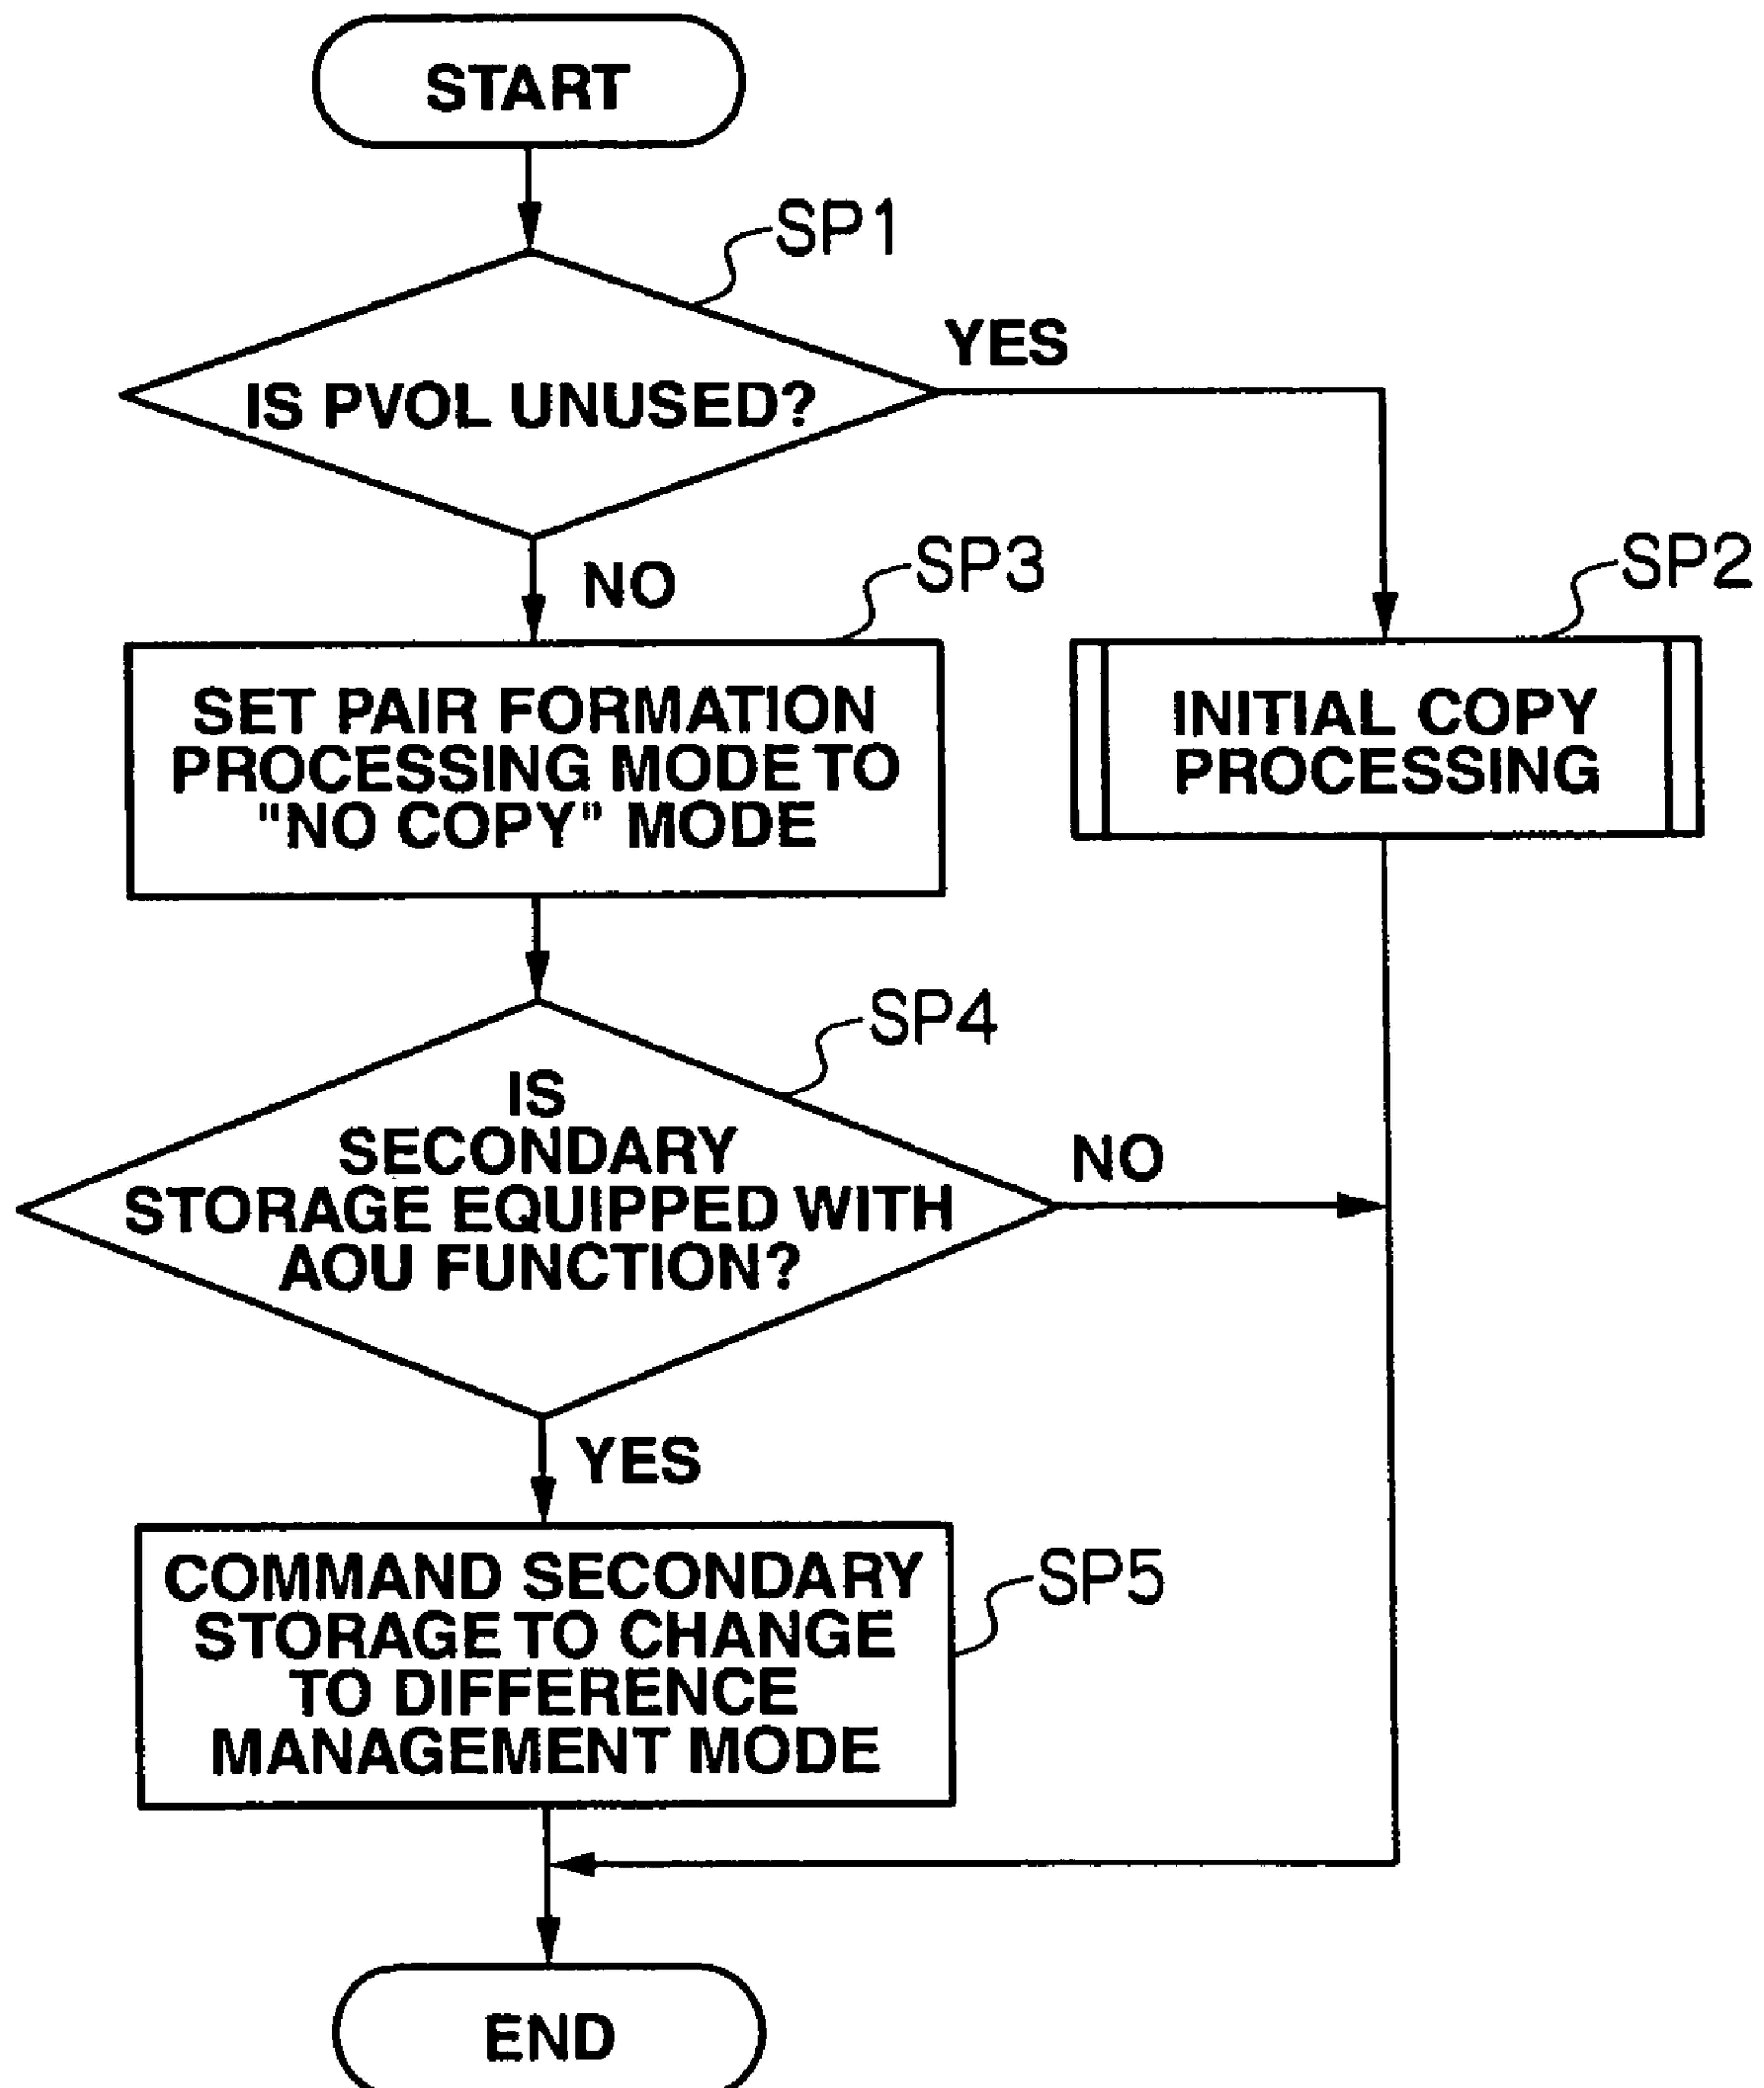 START
SP1
IS PVOL UNUSED?
YES
NO
SP3
SP2
SET PAIR FORMATION
PROCESSING MODE TO
"NO COPY" MODE
INITIAL COPY
PROCESSING
SP4
IS
SECONDARY
STORAGE EQUIPPED WITH
AOU FUNCTION?
NO
YES
COMMAND SECONDARY
STORAGE TO CHANGE
TO DIFFERENCE
MANAGEMENT MODE
SP5
END